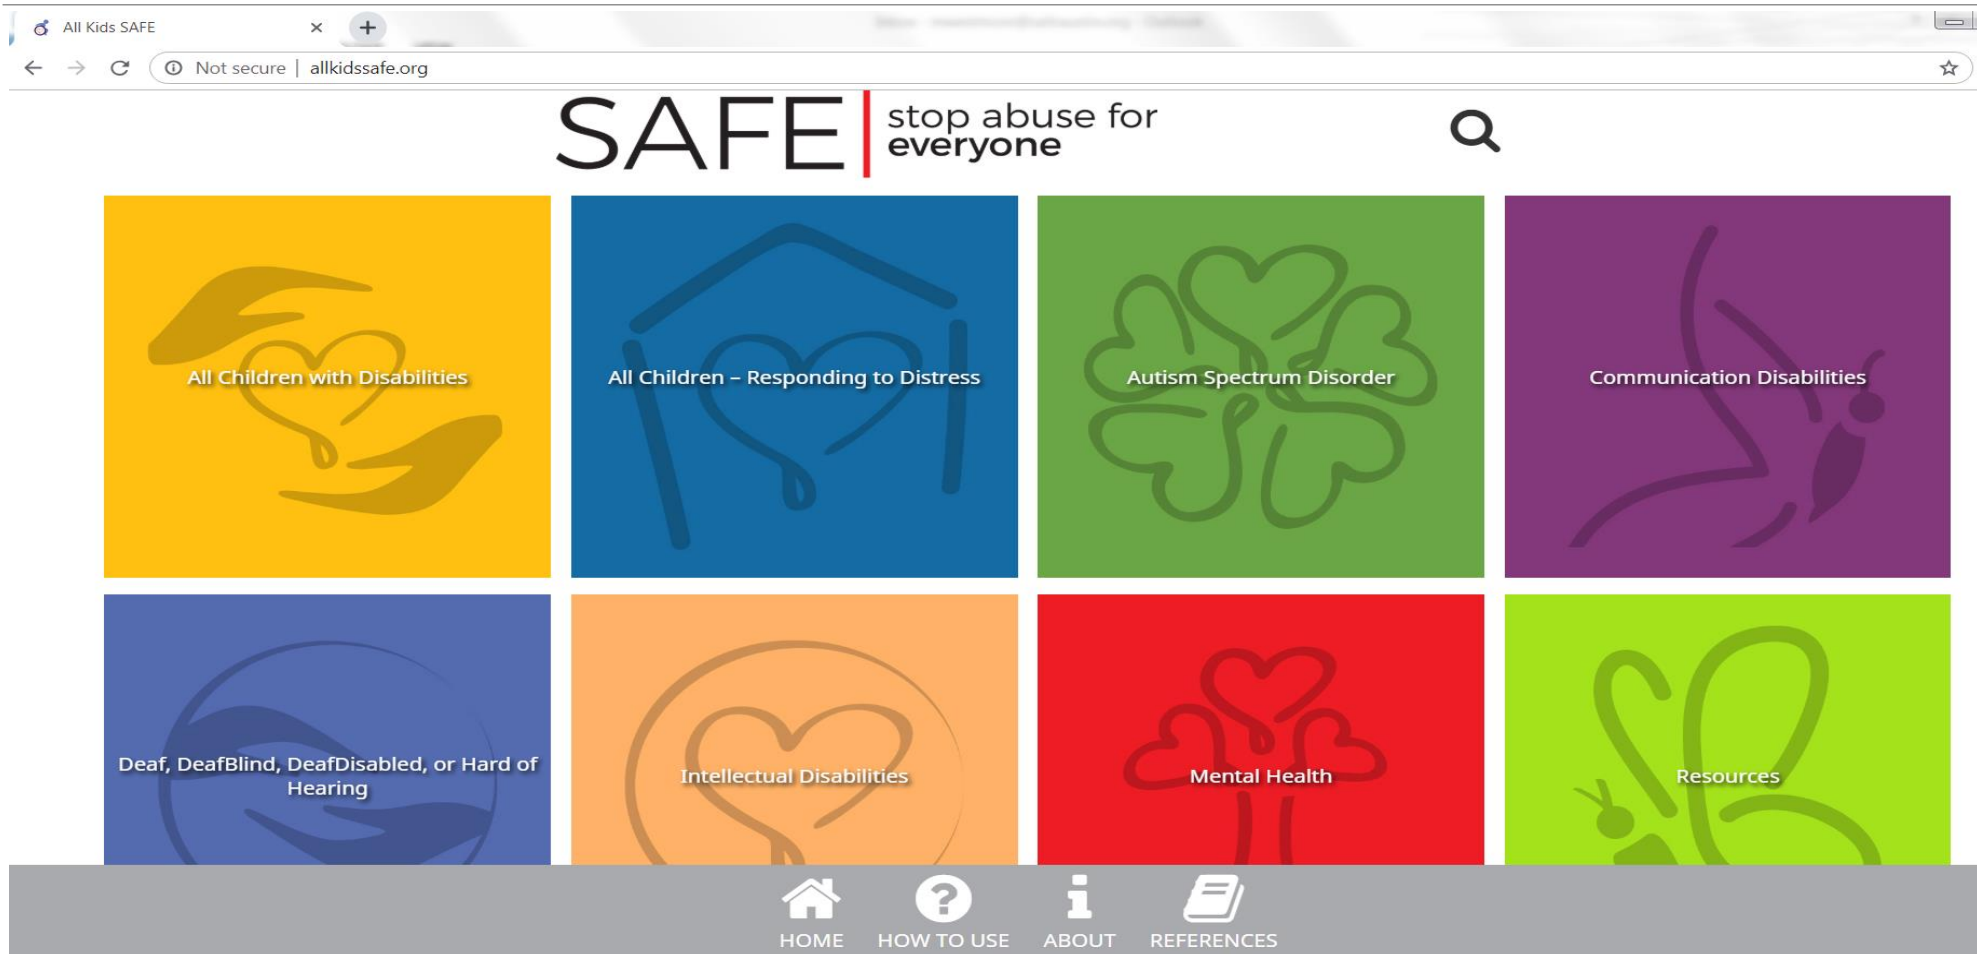 All Kids SAFE
Not secure | allkidssafe.org
SAFE
stop abuse for
everyone
All Children with Disabilities
All Children – Responding to Distress
Autism Spectrum Disorder
Communication Disabilities
Deaf, DeafBlind, DeafDisabled, or Hard of
Hearing
Intellectual Disabilities
Mental Health
Resources
HOME
HOW TO USE
ABOUT
REFERENCES